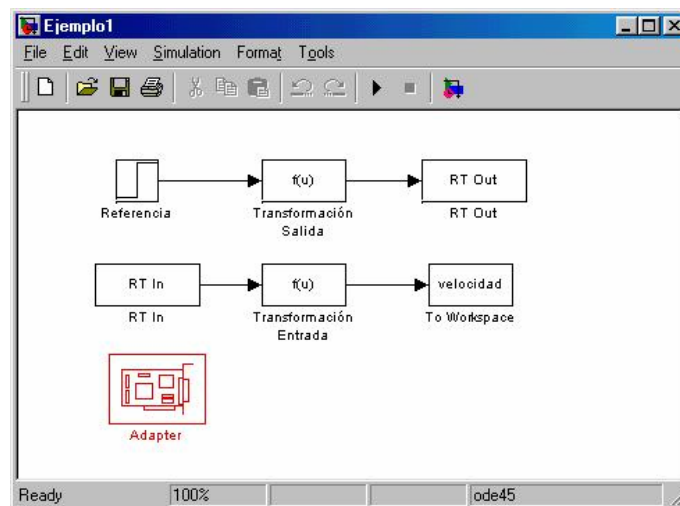 Ejemplo1
File Edit View Simulation Format Tools
f(u) RT Out
Referencia Transformación RT Out
Salida
RT In f(u) velocidad
RT In Transformación To Workspace
Entrada
Adapter
Ready 100% ode45